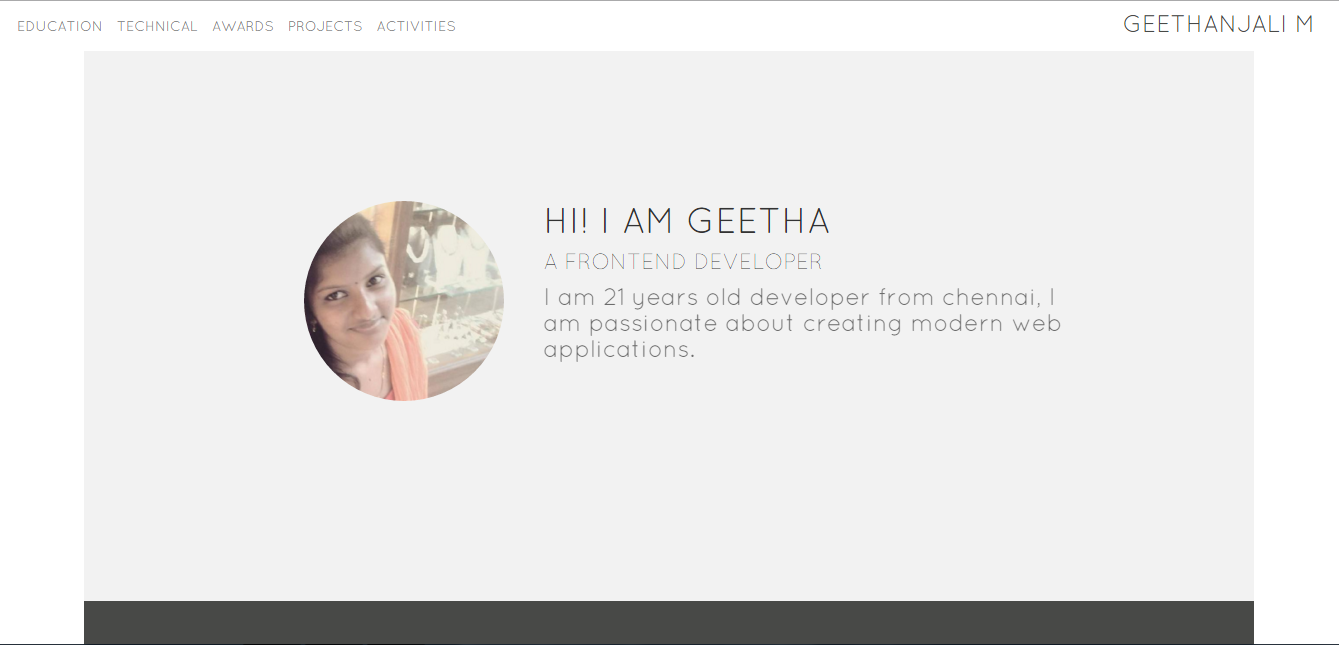 EDUCATION TECHNICAL AWARDS PROJECTS ACTIVITIES GEETHANJALI M
HI! I AM GEETHA
A FRONTEND DEVELOPER
I am 21 years old developer from chennai, I
am passionate about creating modern web
applications.